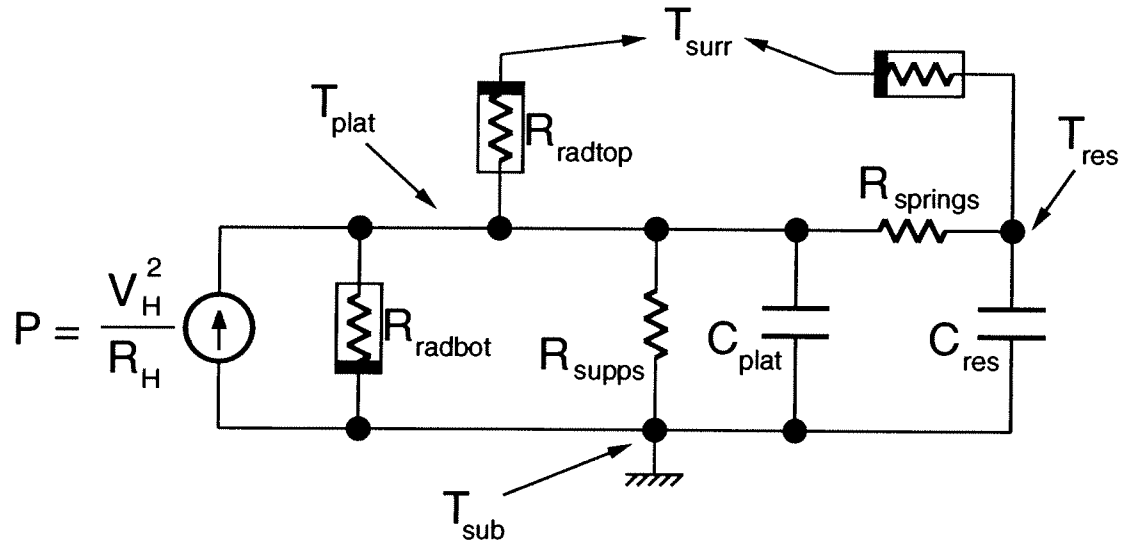 T_surr
T_plat
R_radtop
T_res
R_springs
P = V_H^2 / R_H
R_radbot
R_supps
C_plat
C_res
T_sub